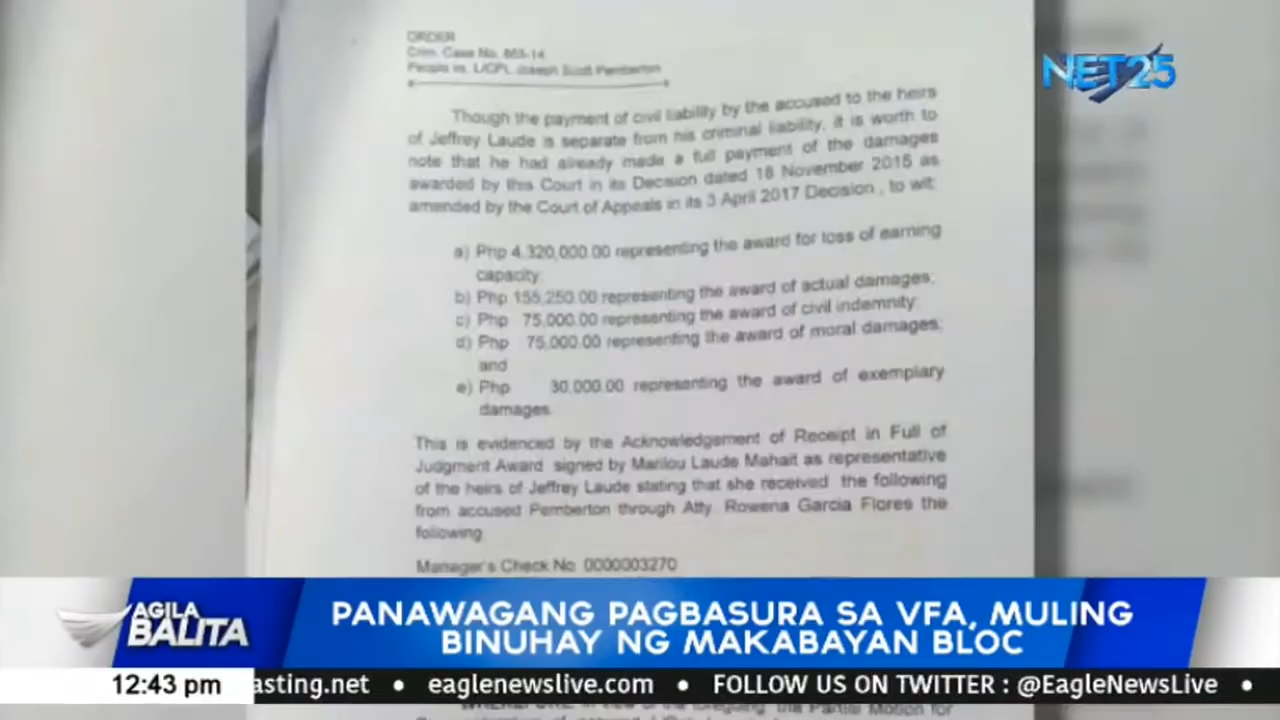 ORDER
Crim. Case No. 865-14
People vs. L/CPL Joseph Scott Pemberton
NET25
Though the payment of civil liability by the accused to the heirs
of Jeffrey Laude is separate from his criminal liability, it is worth to
note that he had already made a full payment of the damages
awarded by this Court in its Decision dated 18 November 2015 as
amended by the Court of Appeals in its 3 April 2017 Decision , to wit:
a) Php 4,320,000.00 representing the award for loss of earning
capacity;
b) Php 155,250.00 representing the award of actual damages;
c) Php 75,000.00 representing the award of civil indemnity;
d) Php 75,000.00 representing the award of moral damages;
and
e) Php 30,000.00 representing the award of exemplary
damages.
This is evidenced by the Acknowledgement of Receipt in Full of
Judgment Award signed by Marilou Laude Mahait as representative
of the heirs of Jeffrey Laude stating that she received the following
from accused Pemberton through Atty. Rowena Garcia Flores the
following
Manager's Check No. 0000003270
AGILA
BALITA
PANAWAGANG PAGBASURA SA VFA, MULING
BINUHAY NG MAKABAYAN BLOC
12:43 pm
asting.net • eaglenewslive.com • FOLLOW US ON TWITTER : @EagleNewsLive •
the Partial Motion for